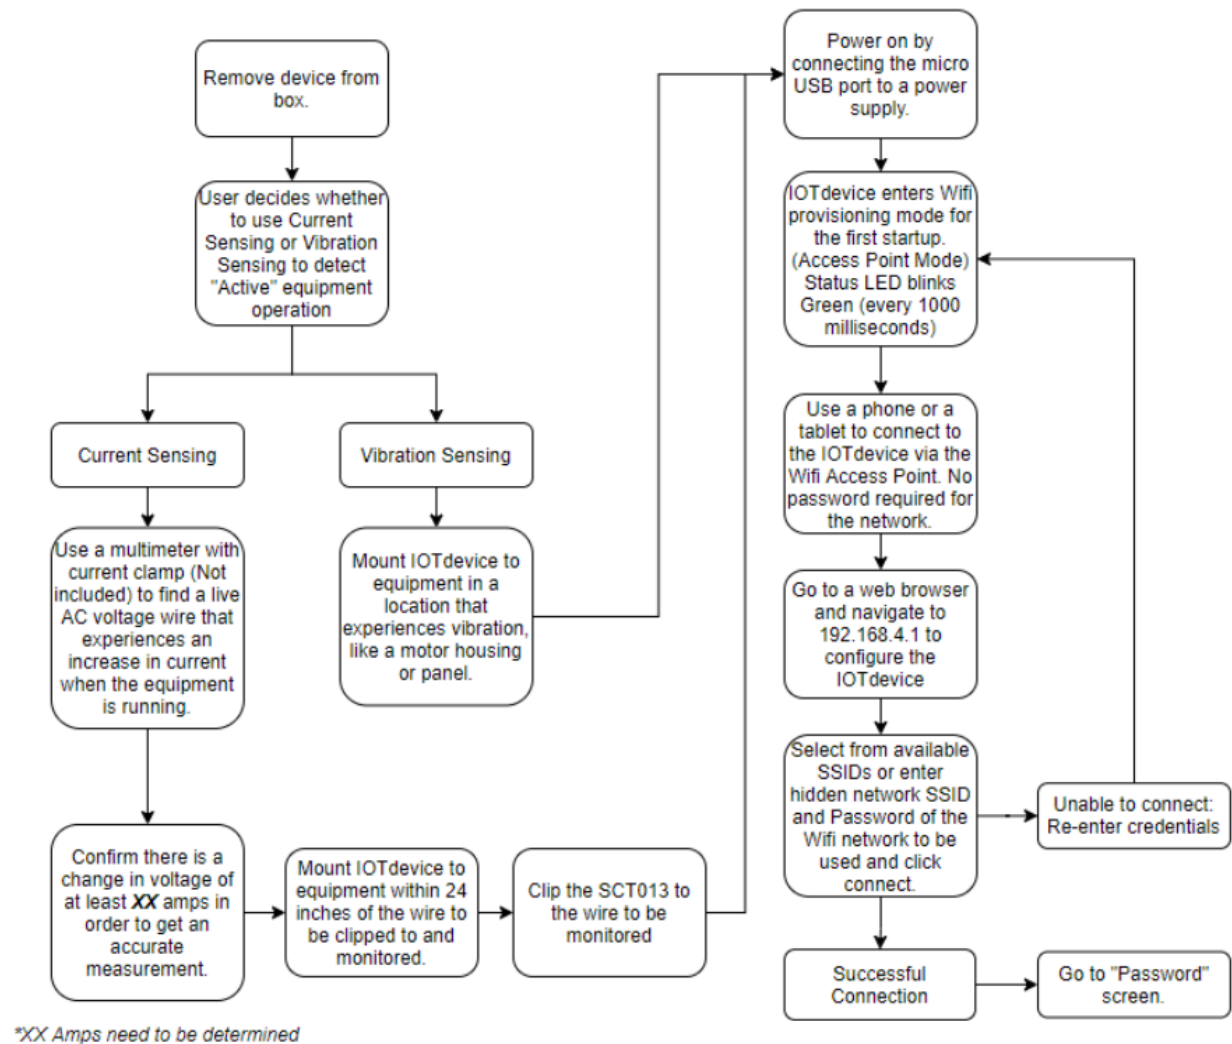 Remove device from
box.
User decides whether
to use Current
Sensing or Vibration
Sensing to detect
"Active" equipment
operation
Current Sensing
Vibration Sensing
Use a multimeter with
current clamp (Not
included) to find a live
AC voltage wire that
experiences an
increase in current
when the equipment
is running.
Mount IOTdevice to
equipment in a
location that
experiences vibration,
like a motor housing
or panel.
Confirm there is a
change in voltage of
at least XX amps in
order to get an
accurate
measurement.
Mount IOTdevice to
equipment within 24
inches of the wire to
be clipped to and
monitored.
Clip the SCT013 to
the wire to be
monitored
Power on by
connecting the micro
USB port to a power
supply.
IOTdevice enters Wifi
provisioning mode for
the first startup.
(Access Point Mode)
Status LED blinks
Green (every 1000
milliseconds)
Use a phone or a
tablet to connect to
the IOTdevice via the
Wifi Access Point. No
password required for
the network.
Go to a web browser
and navigate to
192.168.4.1 to
configure the
IOTdevice
Select from available
SSIDs or enter
hidden network SSID
and Password of the
Wifi network to be
used and click
connect.
Unable to connect:
Re-enter credentials
Successful
Connection
Go to "Password"
screen.
*XX Amps need to be determined